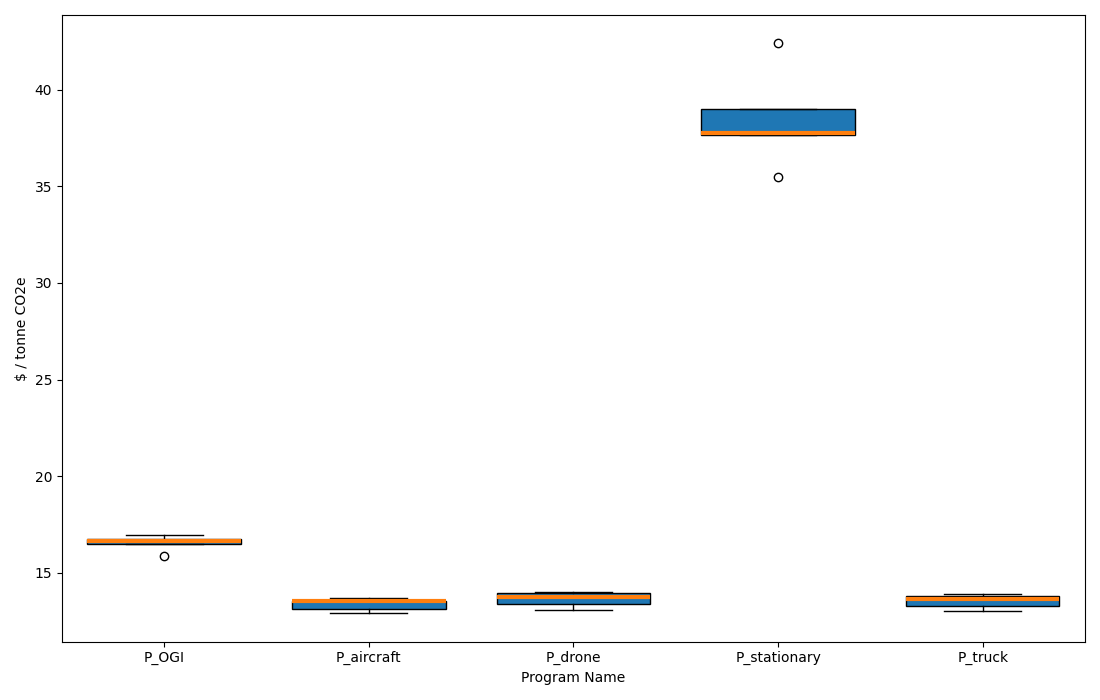 $ / tonne CO2e
40
35
30
25
20
15
P_OGI P_aircraft P_drone P_stationary P_truck
Program Name